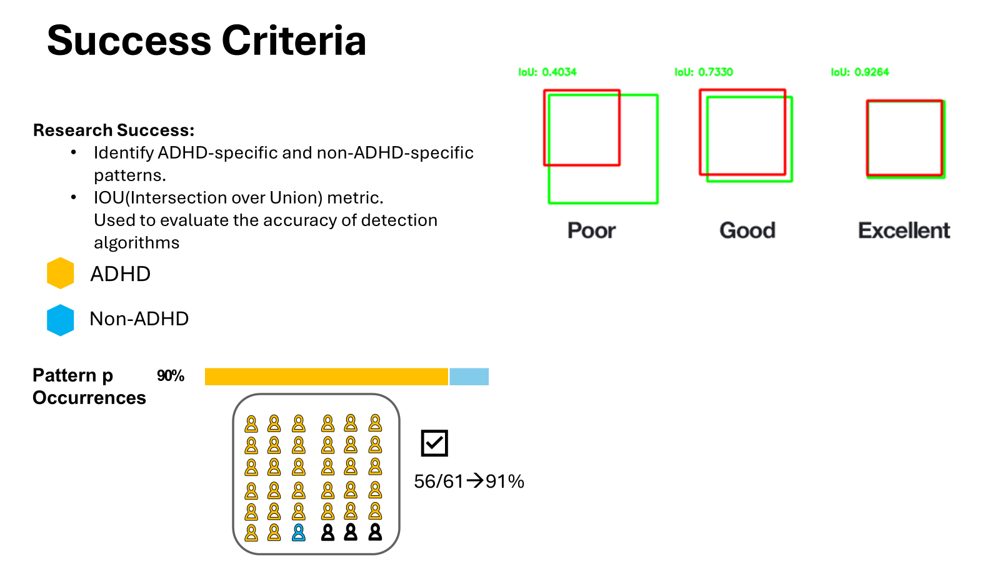 Success Criteria
IoU: 0.4034
IoU: 0.7330
IoU: 0.9264
Poor
Good
Excellent
Research Success:
• Identify ADHD-specific and non-ADHD-specific
patterns.
• IOU(Intersection over Union) metric.
Used to evaluate the accuracy of detection
algorithms
ADHD
Non-ADHD
Pattern p
Occurrences
90%
56/61→91%